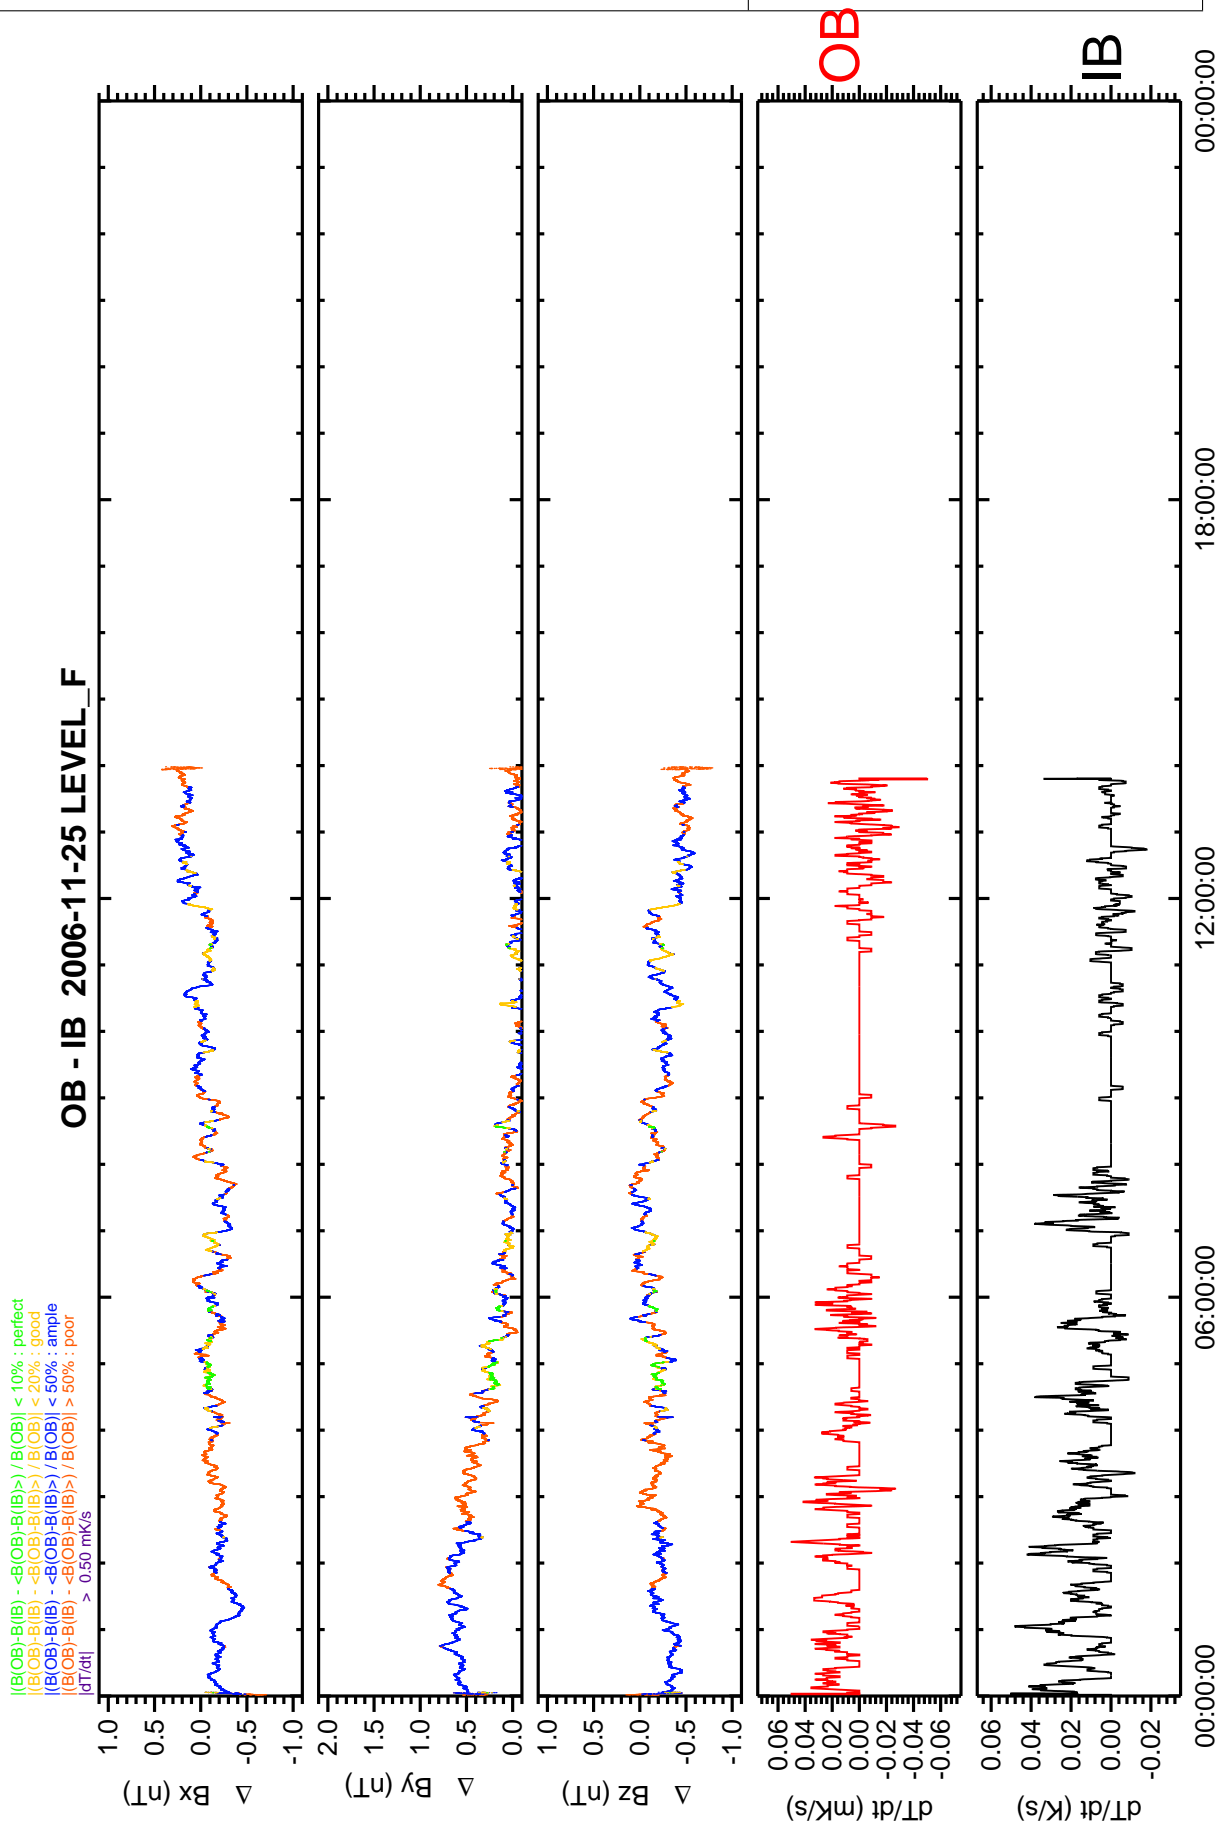 |(B(OB)-B(IB) - <B(OB)-B(IB)>) / B(OB)| < 10% : perfect
|(B(OB)-B(IB) - <B(OB)-B(IB)>) / B(OB)| < 20% : good
|(B(OB)-B(IB) - <B(OB)-B(IB)>) / B(OB)| < 50% : ample
|(B(OB)-B(IB) - <B(OB)-B(IB)>) / B(OB)| > 50% : poor
|dT/dt| > 0.50 mK/s
OB - IB 2006-11-25 LEVEL_F
Δ Bx (nT)
1.0
0.5
0.0
-0.5
-1.0
Δ By (nT)
2.0
1.5
1.0
0.5
0.0
Δ Bz (nT)
1.0
0.5
0.0
-0.5
-1.0
dT/dt (mK/s)
0.06
0.04
0.02
0.00
-0.02
-0.04
-0.06
OB
dT/dt (K/s)
0.06
0.04
0.02
0.00
-0.02
IB
00:00:00
06:00:00
12:00:00
18:00:00
00:00:00